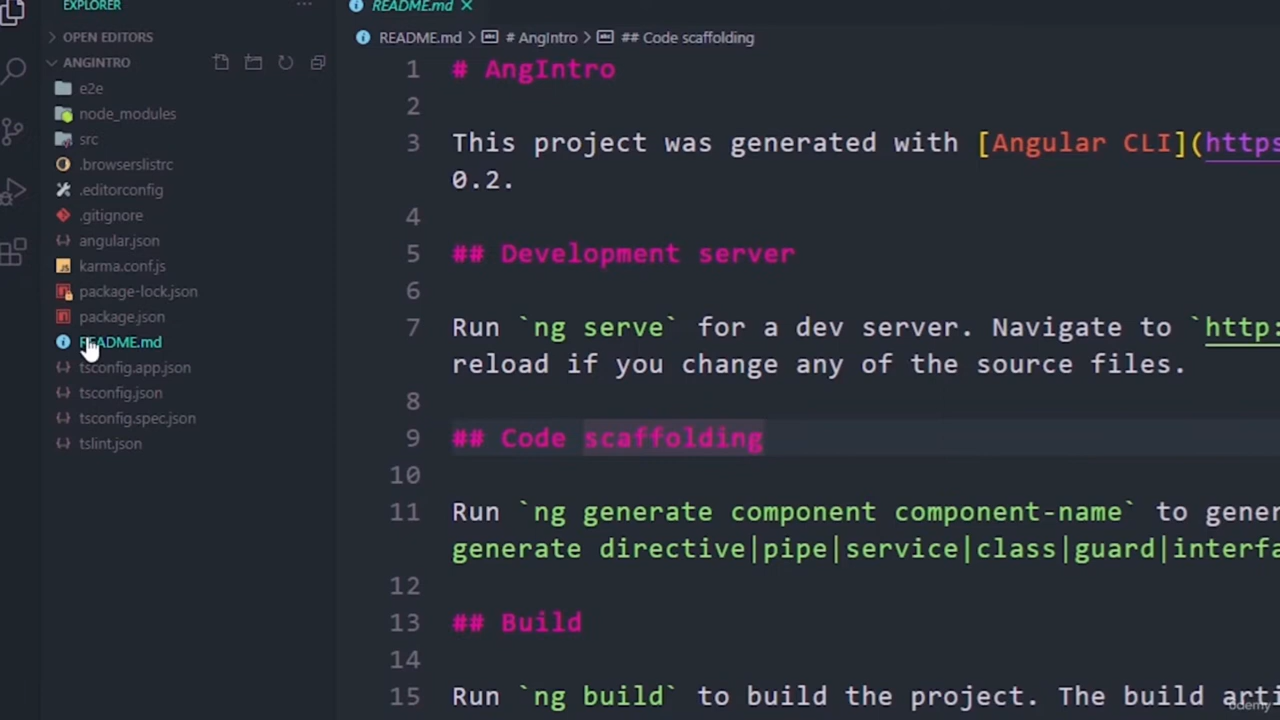 EXPLORER
OPEN EDITORS
ANGINTRO
e2e
node_modules
src
.browserslistrc
.editorconfig
.gitignore
angular.json
karma.conf.js
package-lock.json
package.json
README.md
tsconfig.app.json
tsconfig.json
tsconfig.spec.json
tslint.json
README.md
README.md > # AngIntro > ## Code scaffolding
1 # AngIntro
2
3 This project was generated with [Angular CLI](https
0.2.
4
5 ## Development server
6
7 Run `ng serve` for a dev server. Navigate to `http:
reload if you change any of the source files.
8
9 ## Code scaffolding
10
11 Run `ng generate component component-name` to gener
generate directive|pipe|service|class|guard|interfa
12
13 ## Build
14
15 Run `ng build` to build the project. The build arti
udemy